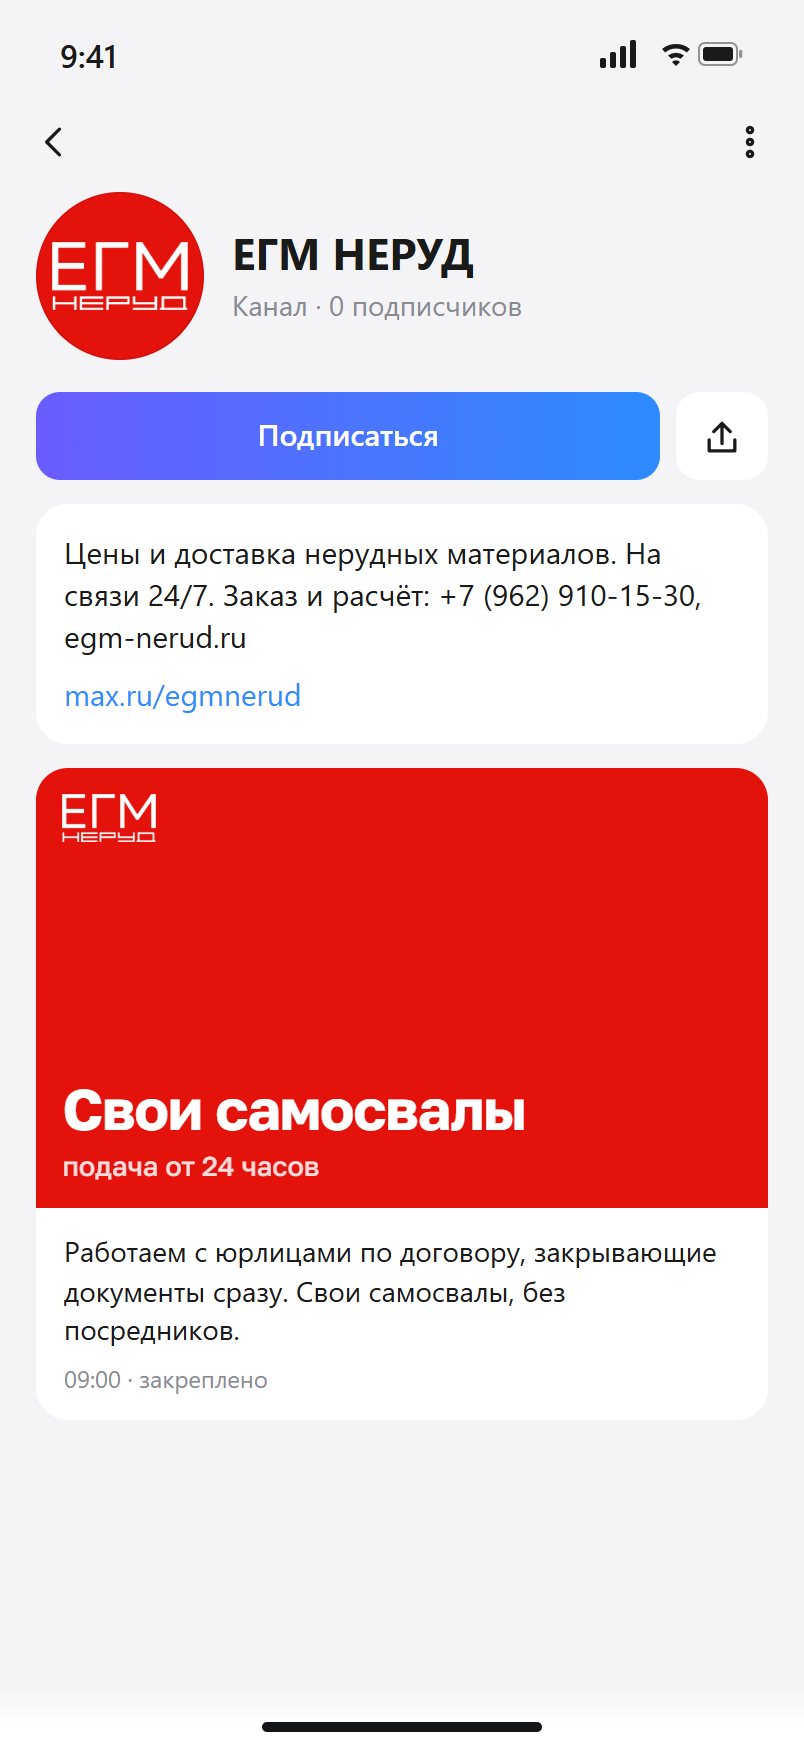 9:41
ЕГМ
НЕРУД
ЕГМ НЕРУД
Канал · 0 подписчиков
Подписаться
Цены и доставка нерудных материалов. На
связи 24/7. Заказ и расчёт: +7 (962) 910-15-30,
egm-nerud.ru
max.ru/egmnerud
ЕГМ
НЕРУД
Свои самосвалы
подача от 24 часов
Работаем с юрлицами по договору, закрывающие
документы сразу. Свои самосвалы, без
посредников.
09:00 · закреплено